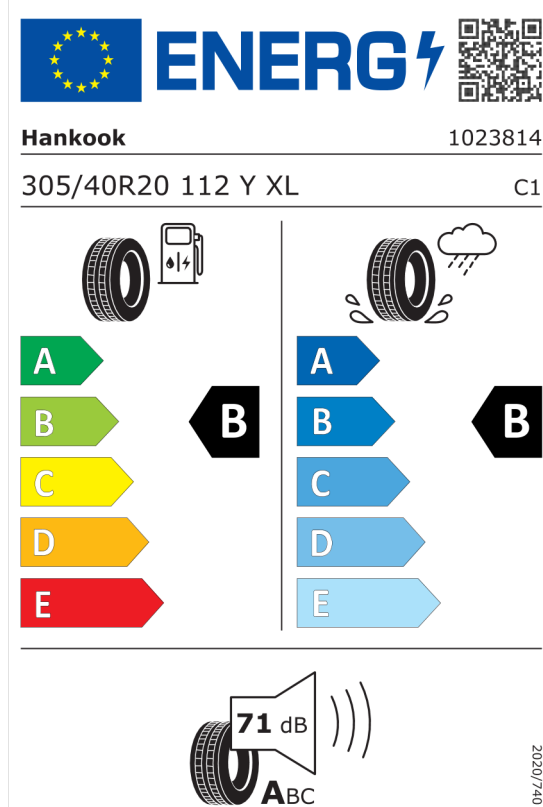 ENERG
Hankook 1023814
305/40R20 112 Y XL C1
A A
B B B B
C C
D D
E E
71 dB
ABC
2020/740